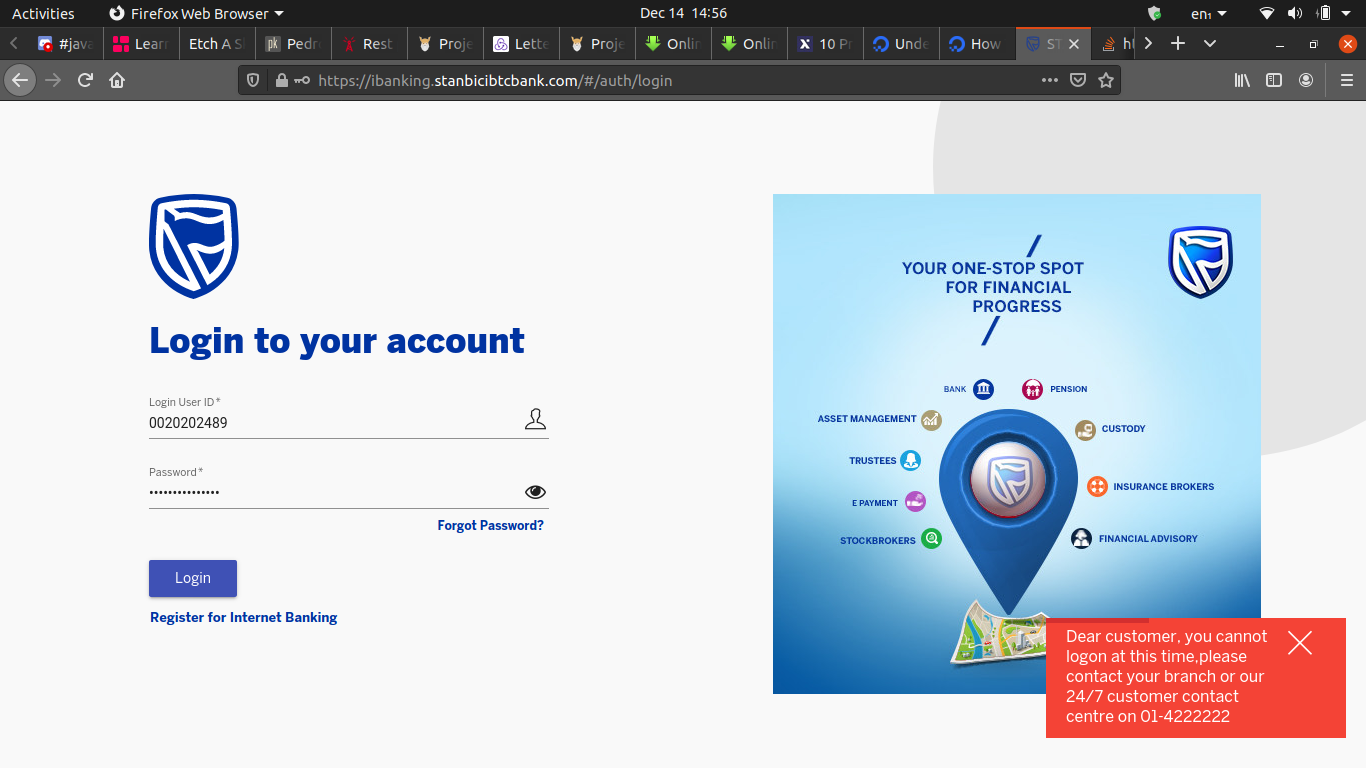 Activities
Firefox Web Browser
Dec 14 14:56
en₁
#java
Learn
Etch A S
pk
Pedr
Rest
Proje
Lette
Proje
Onlin
Onlin
X
10 P
Unde
How
ST
ht
https://ibanking.stanbicibtcbank.com/#/auth/login
Login to your account
Login User ID *
0020202489
Password *
•••••••••••••••
Forgot Password?
Login
Register for Internet Banking
YOUR ONE-STOP SPOT
FOR FINANCIAL
PROGRESS
BANK
PENSION
ASSET MANAGEMENT
CUSTODY
TRUSTEES
INSURANCE BROKERS
E PAYMENT
STOCKBROKERS
FINANCIAL ADVISORY
Dear customer, you cannot
logon at this time,please
contact your branch or our
24/7 customer contact
centre on 01-4222222